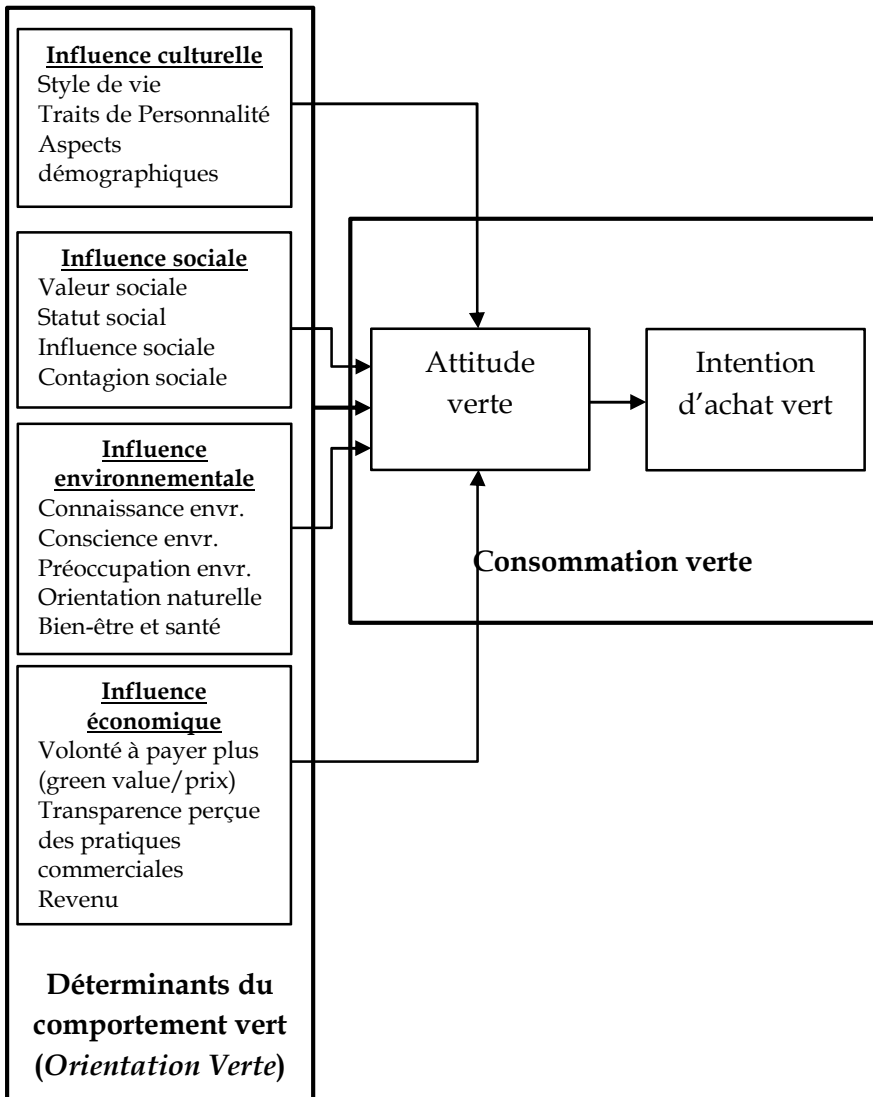 Influence culturelle
Style de vie
Traits de Personnalité
Aspects
démographiques
Influence sociale
Valeur sociale
Statut social
Influence sociale
Contagion sociale
Influence
environnementale
Connaissance envr.
Conscience envr.
Préoccupation envr.
Orientation naturelle
Bien-être et santé
Influence
économique
Volonté à payer plus
(green value/prix)
Transparence perçue
des pratiques
commerciales
Revenu
Déterminants du
comportement vert
(Orientation Verte)
Attitude
verte
Intention
d’achat vert
Consommation verte